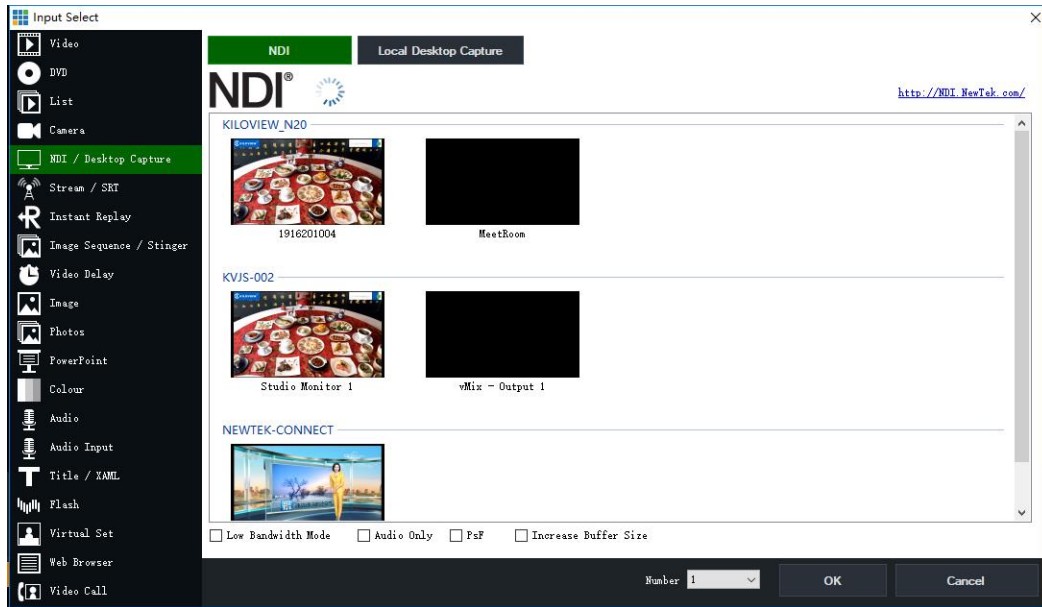 Input Select
Video
DVD
List
Camera
NDI / Desktop Capture
Stream / SRT
Instant Replay
Image Sequence / Stinger
Video Delay
Image
Photos
PowerPoint
Colour
Audio
Audio Input
Title / XAML
Flash
Virtual Set
Web Browser
Video Call
NDI
Local Desktop Capture
NDI®
http://NDI.NewTek.com/
KILOVIEW_N20
1916201004
MeetRoom
KVJS-002
Studio Monitor 1
vMix - Output 1
NEWTEK-CONNECT
Low Bandwidth Mode
Audio Only
PsF
Increase Buffer Size
Number 1
OK
Cancel